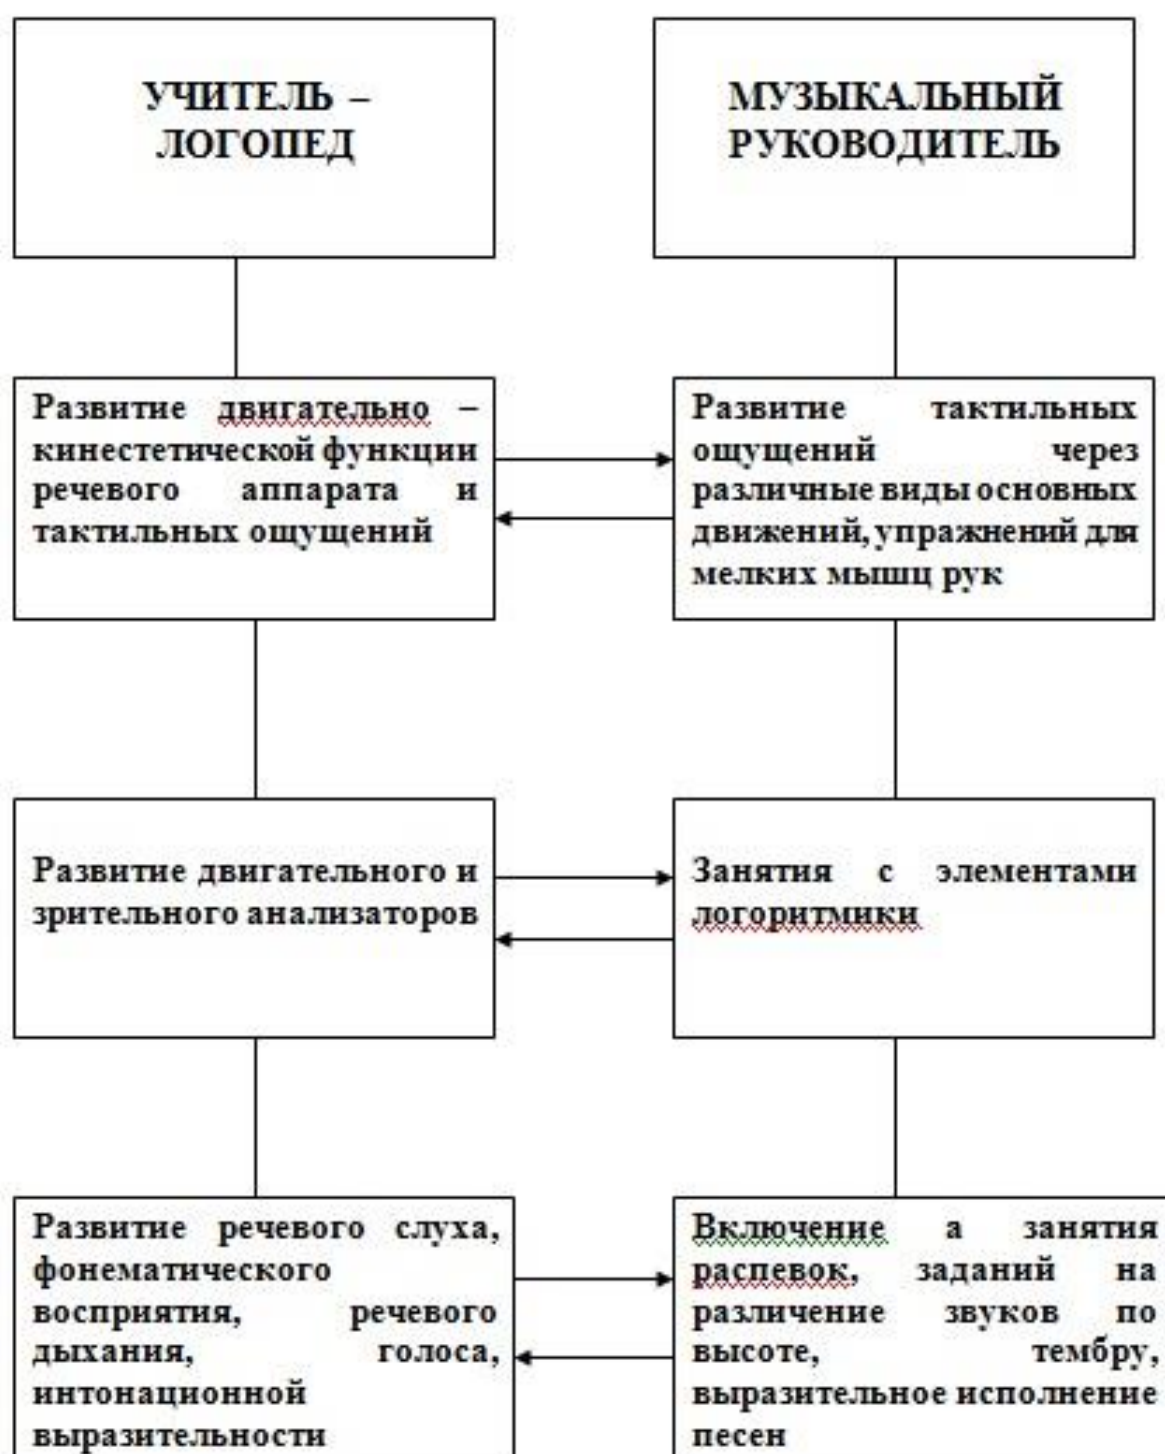 УЧИТЕЛЬ –
ЛОГОПЕД
МУЗЫКАЛЬНЫЙ
РУКОВОДИТЕЛЬ
Развитие двигательно –
кинестетической функции
речевого аппарата и
тактильных ощущений
Развитие тактильных
ощущений через
различные виды основных
движений, упражнений для
мелких мышц рук
Развитие двигательного и
зрительного анализаторов
Занятия с элементами
логоритмики
Развитие речевого слуха,
фонематического
восприятия, речевого
дыхания, голоса,
интонационной
выразительности
Включение а занятия
распевок, заданий на
различение звуков по
высоте, тембру,
выразительное исполнение
песен